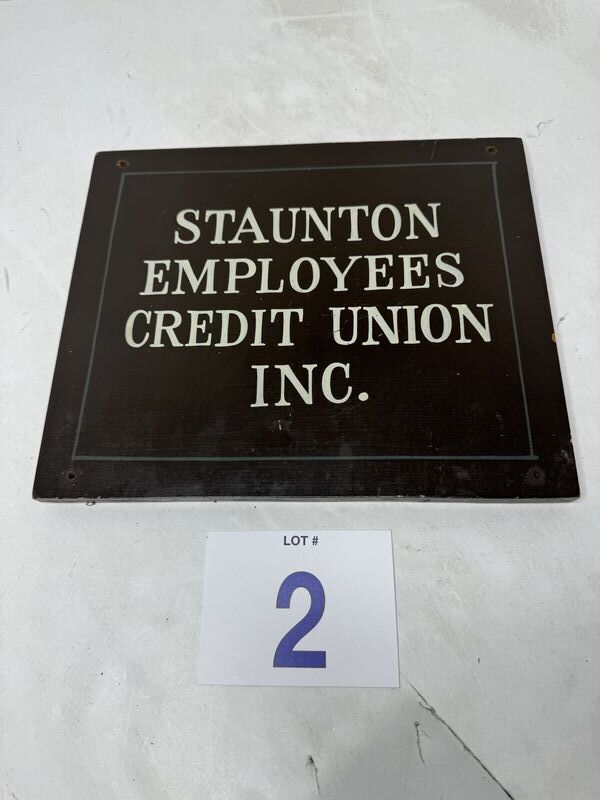 STAUNTON
EMPLOYEES
CREDIT UNION
INC.
LOT #
2